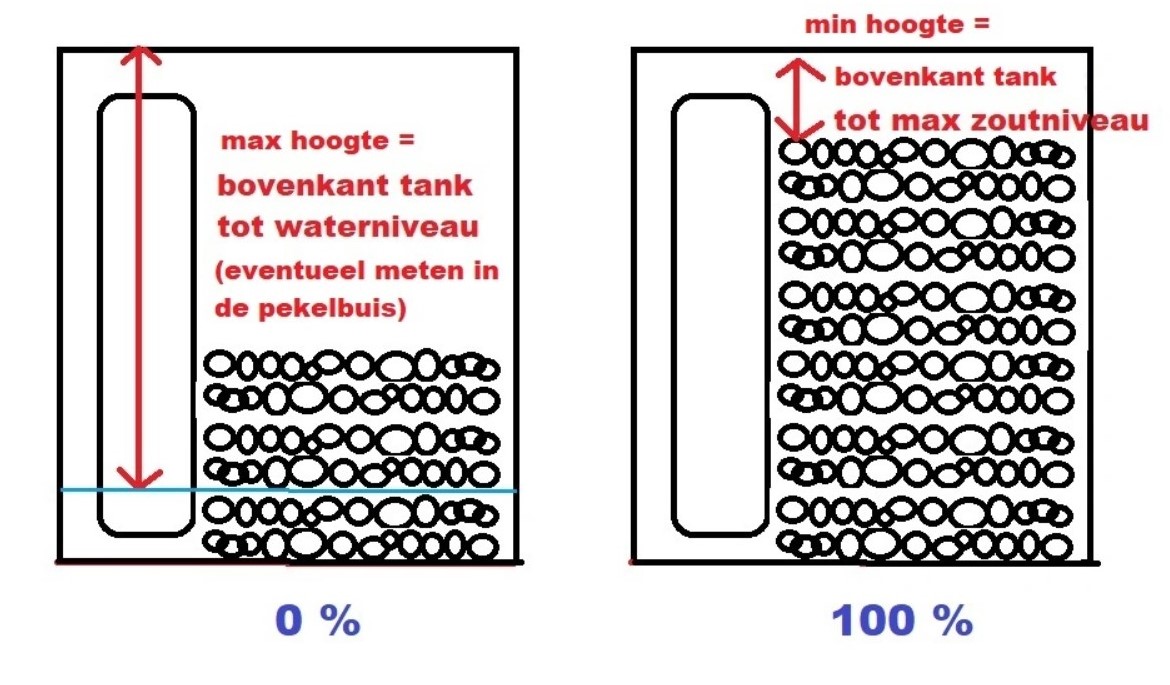 max hoogte =
bovenkant tank
tot waterniveau
(eventueel meten in
de pekelbuis)
0 %
min hoogte =
bovenkant tank
tot max zoutniveau
100 %